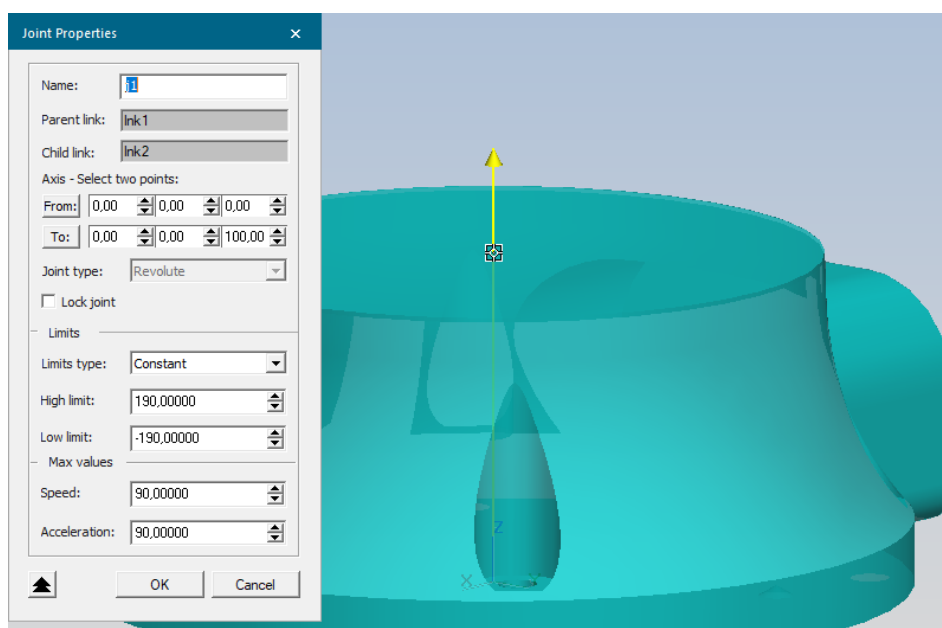 Joint Properties
Name: j1
Parent link: lnk1
Child link: lnk2
Axis - Select two points:
From: 0,00 0,00 0,00
To: 0,00 0,00 100,00
Joint type: Revolute
Lock joint
Limits
Limits type: Constant
High limit: 190,00000
Low limit: -190,00000
Max values
Speed: 90,00000
Acceleration: 90,00000
OK Cancel
Z
X Y